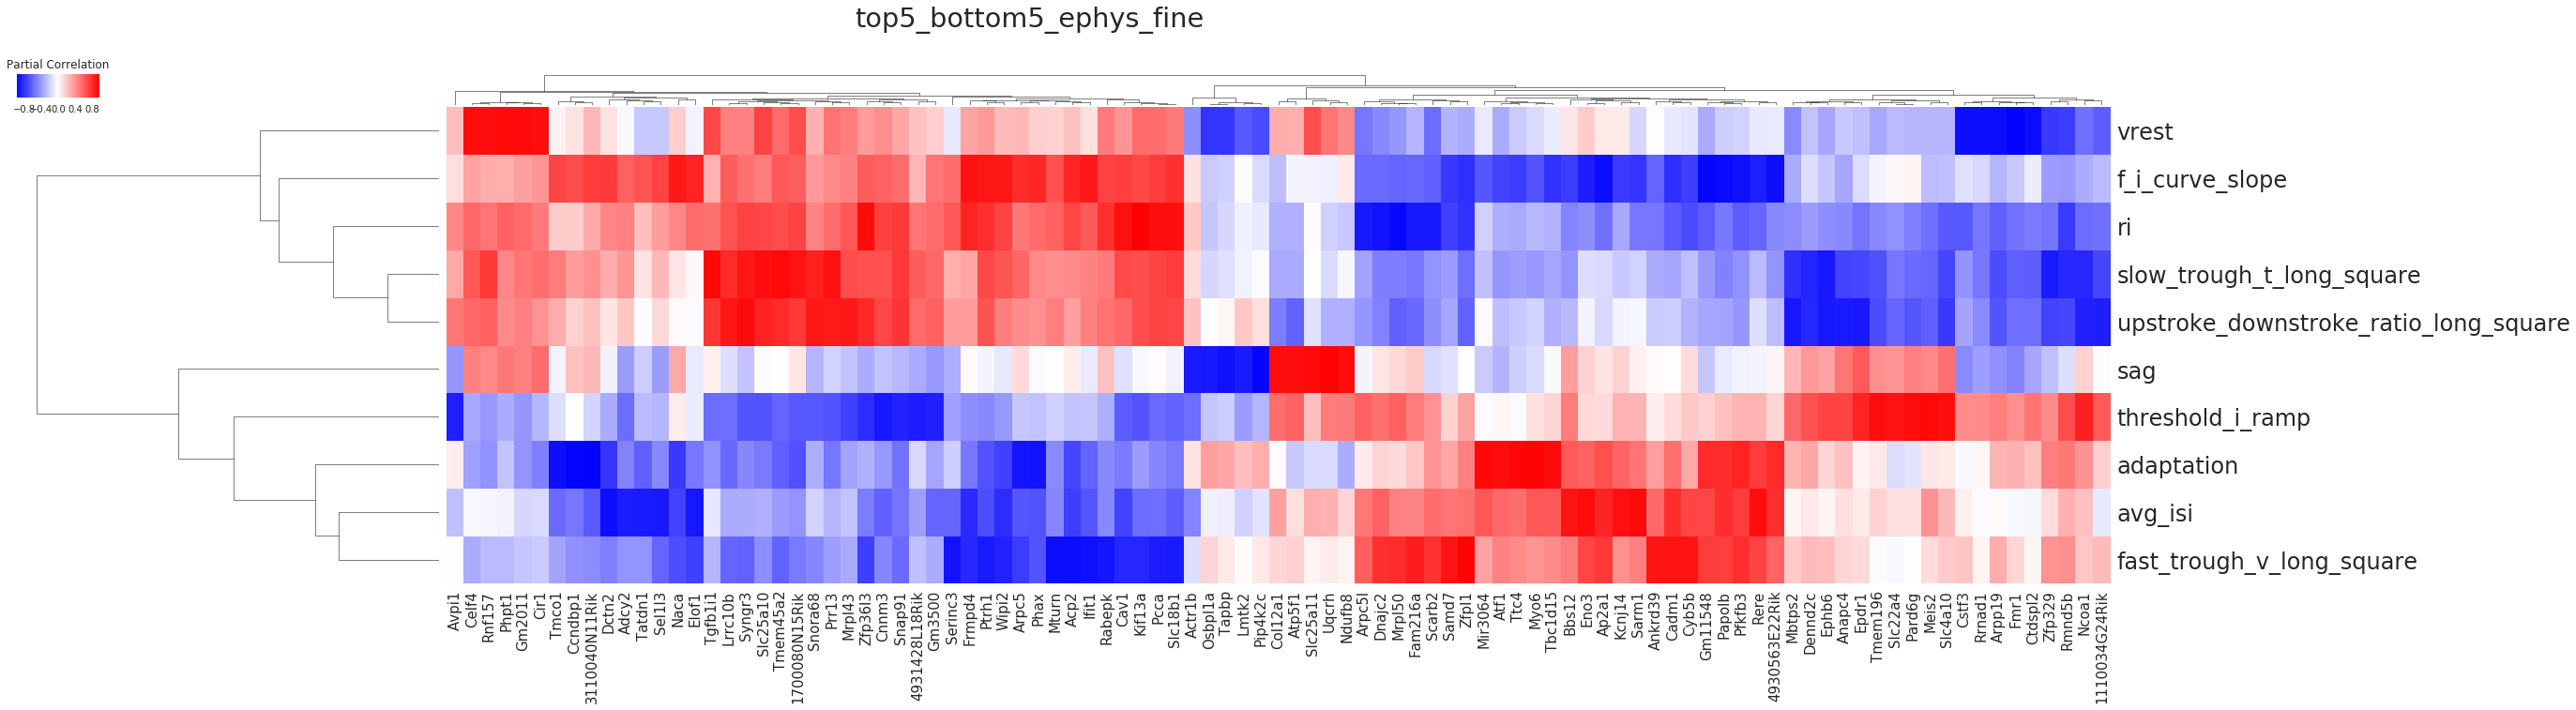 top5_bottom5_ephys_fine
Partial Correlation
−0.8 −0.4 0.0 0.4 0.8
vrest
f_i_curve_slope
ri
slow_trough_t_long_square
upstroke_downstroke_ratio_long_square
sag
threshold_i_ramp
adaptation
avg_isi
fast_trough_v_long_square
Avpi1
Celf4
Rnf157
Phpt1
Gm2011
Cir1
Tmco1
Ccndbp1
3110040N11Rik
Dctn2
Adcy2
Tatdn1
Sel1l3
Naca
Elof1
Tgfb1i1
Lrrc10b
Syngr3
Slc25a10
Tmem45a2
1700080N15Rik
Snora68
Prr13
Mrpl43
Zfp36l3
Cnnm3
Snap91
4931428L18Rik
Gm3500
Serinc3
Frmpd4
Ptrh1
Wipi2
Arpc5
Phax
Mturn
Acp2
Ifit1
Rabepk
Cav1
Kif13a
Pcca
Slc18b1
Actr1b
Osbpl1a
Tapbp
Lmtk2
Pip4k2c
Col12a1
Atp5f1
Slc25a11
Uqcrh
Ndufb8
Arpc5l
Dnajc2
Mrpl50
Fam216a
Scarb2
Samd7
Zfpl1
Mir3064
Atf1
Ttc4
Myo6
Tbc1d15
Bbs12
Eno3
Ap2a1
Kcnj14
Sarm1
Ankrd39
Cadm1
Cyb5b
Gm11548
Papolb
Pfkfb3
Rere
4930563E22Rik
Mbtps2
Dennd2c
Ephb6
Anapc4
Epdr1
Tmem196
Slc22a4
Pard6g
Meis2
Slc4a10
Cstf3
Rrnad1
Arpp19
Fmr1
Ctdspl2
Zfp329
Rmnd5b
Ncoa1
1110034G24Rik